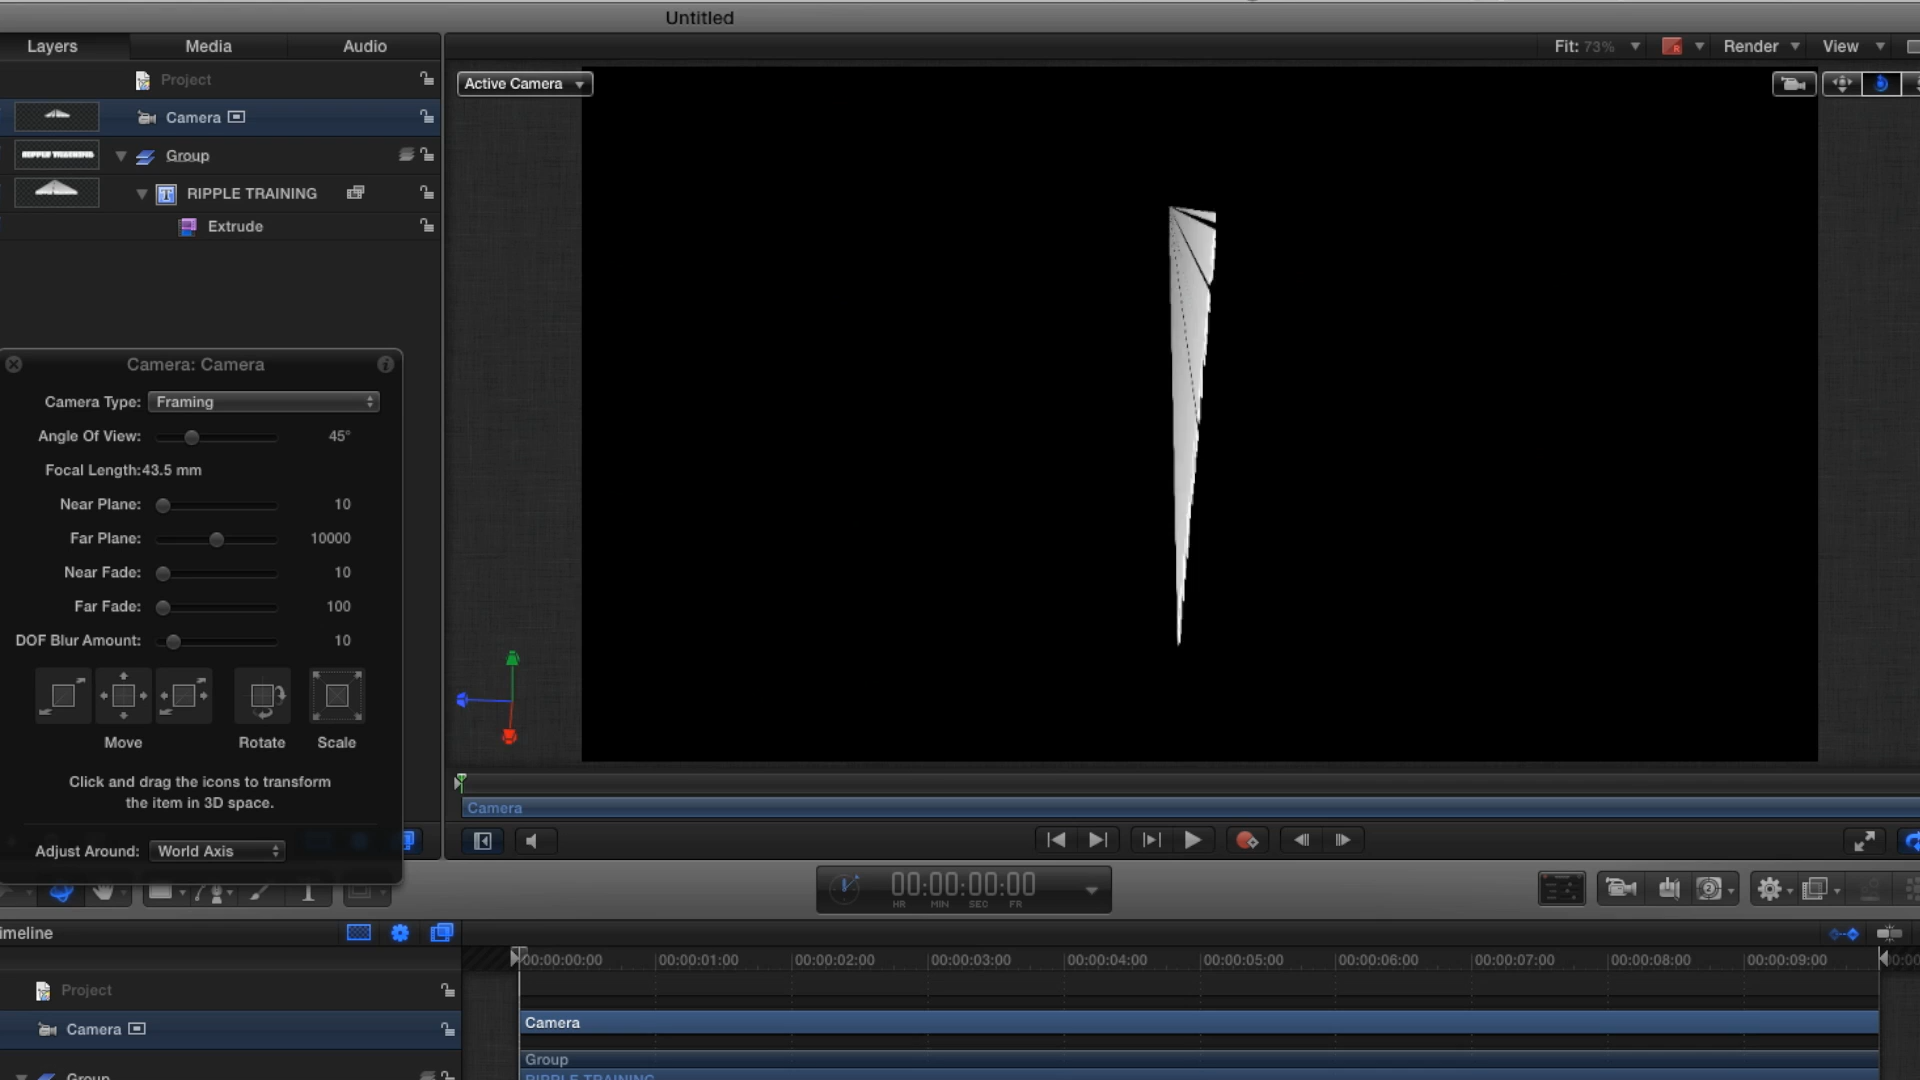 Untitled
Layers
Media
Audio
Fit: 73%
Render
View
Project
Active Camera
Camera
RIPPLE TRAINING
Group
RIPPLE TRAINING
Extrude
Camera: Camera
Camera Type:
Framing
Angle Of View:
45°
Focal Length:43.5 mm
Near Plane:
10
Far Plane:
10000
Near Fade:
10
Far Fade:
100
DOF Blur Amount:
10
Move
Rotate
Scale
Click and drag the icons to transform
the item in 3D space.
Camera
Adjust Around:
World Axis
00:00:00:00
HR MIN SEC FR
imeline
00:00:00:00
00:00:01:00
00:00:02:00
00:00:03:00
00:00:04:00
00:00:05:00
00:00:06:00
00:00:07:00
00:00:08:00
00:00:09:00
Project
Camera
Camera
Group
Group
RIPPLE TRAINING